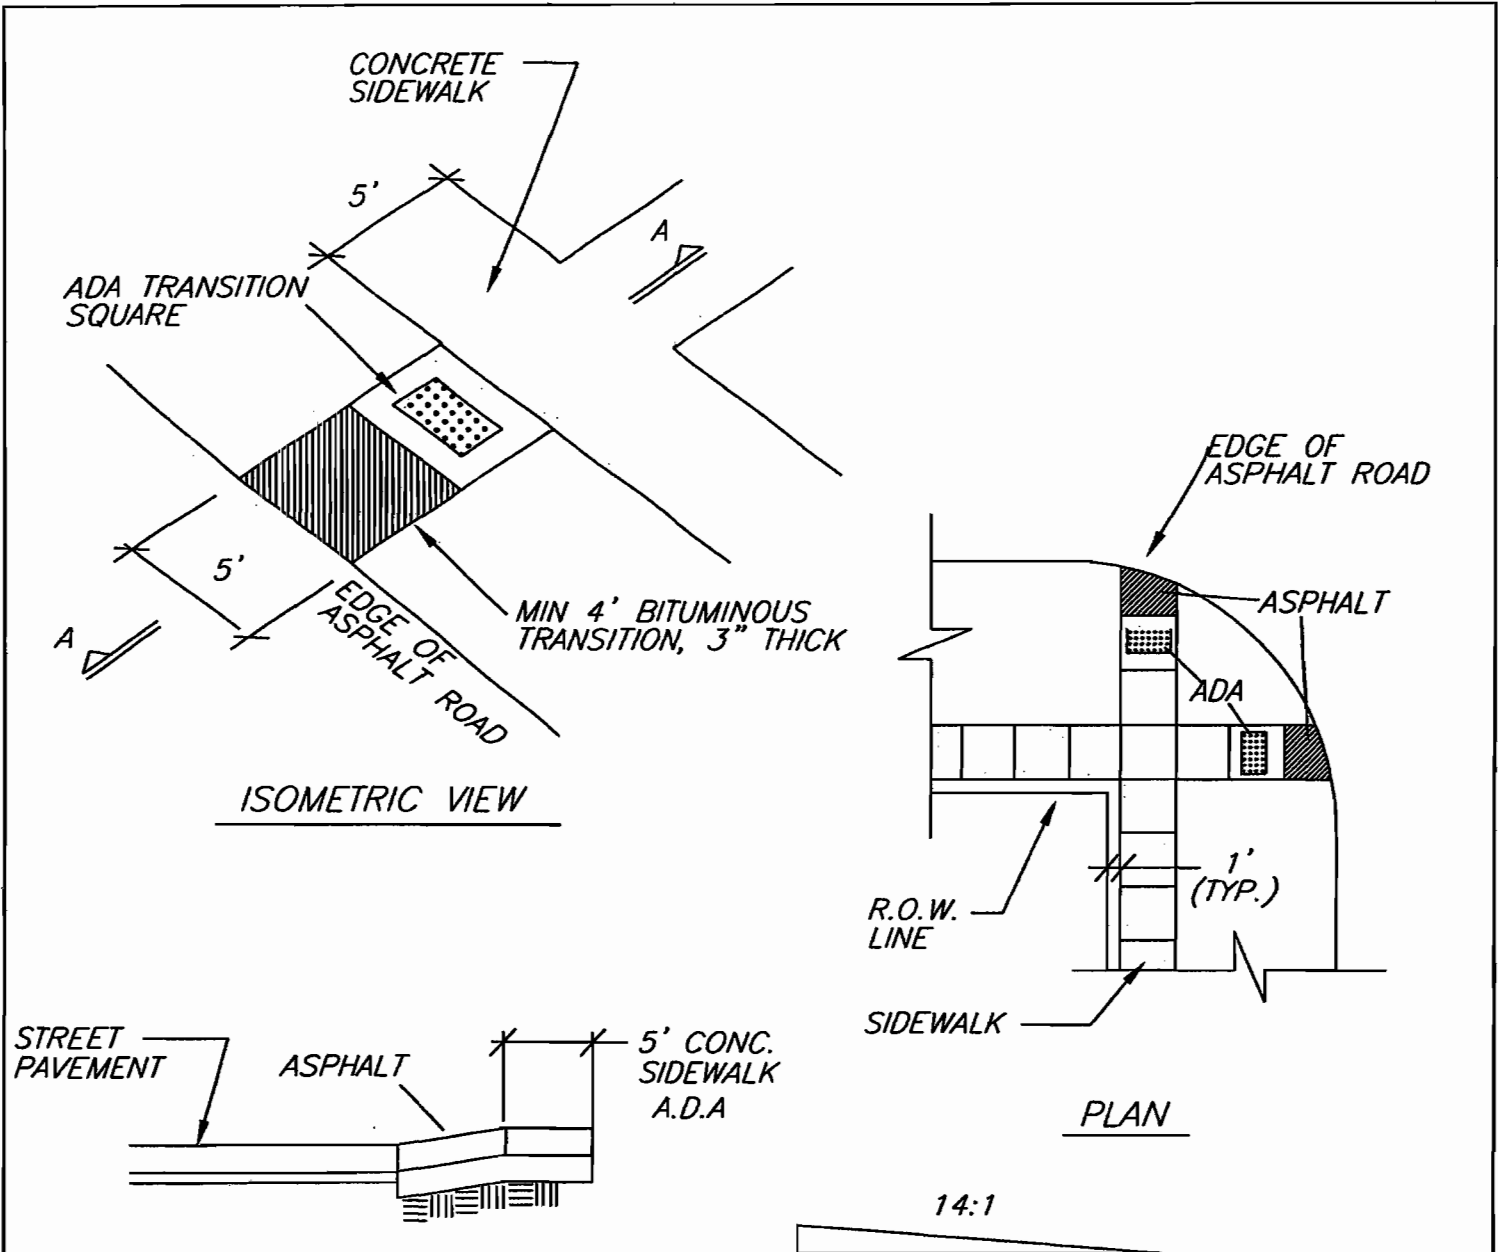 CONCRETE
SIDEWALK
5'
A
ADA TRANSITION
SQUARE
5'
A
EDGE OF
ASPHALT ROAD
MIN 4' BITUMINOUS
TRANSITION, 3" THICK
ISOMETRIC VIEW
EDGE OF
ASPHALT ROAD
ASPHALT
ADA
1'
(TYP.)
R.O.W.
LINE
SIDEWALK
PLAN
STREET
PAVEMENT
ASPHALT
5' CONC.
SIDEWALK
A.D.A
14:1